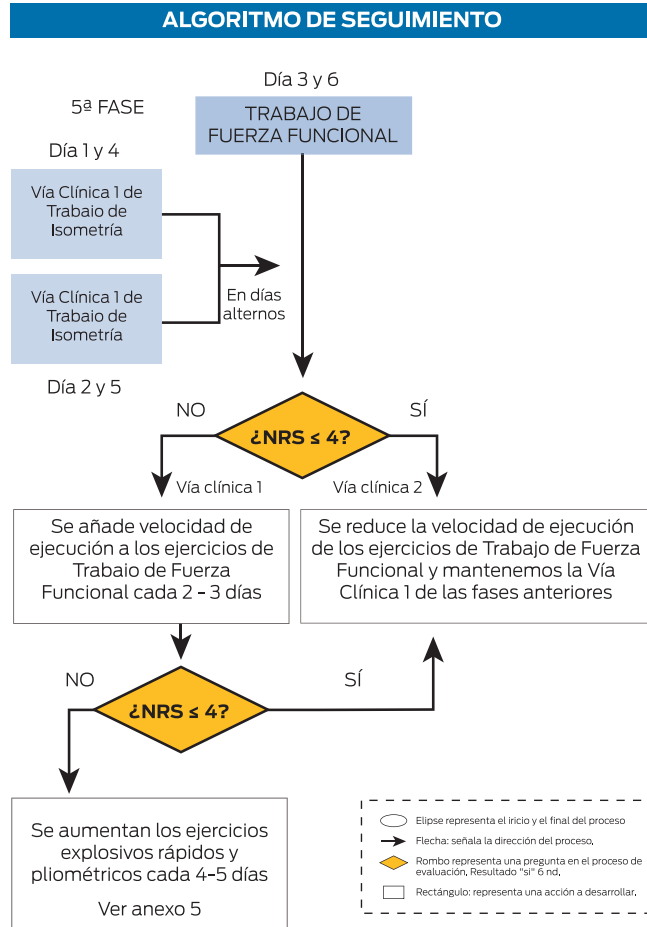 ALGORITMO DE SEGUIMIENTO
Día 3 y 6
5ª FASE
TRABAJO DE
FUERZA FUNCIONAL
Día 1 y 4
Vía Clínica 1 de
Trabaio de
Isometría
Vía Clínica 1 de
Trabaio de
Isometría
En días
alternos
Día 2 y 5
NO
SÍ
¿NRS ≤ 4?
Vía clínica 1
Vía clínica 2
Se añade velocidad de
ejecución a los ejercicios de
Trabaio de Fuerza
Funcional cada 2 - 3 días
Se reduce la velocidad de ejecución
de los ejercicios de Trabajo de Fuerza
Funcional y mantenemos la Vía
Clínica 1 de las fases anteriores
NO
SÍ
¿NRS ≤ 4?
Se aumentan los ejercicios
explosivos rápidos y
pliométricos cada 4-5 días
Ver anexo 5
Elipse representa el iricio y el final del proceso
Flecha: señala la dirección del proceso,
Rombo representa una pregunta en el proceso de
evaluación, Resultado "si" 6 nd,
Rectángulo: representa una acción a desarrollar.